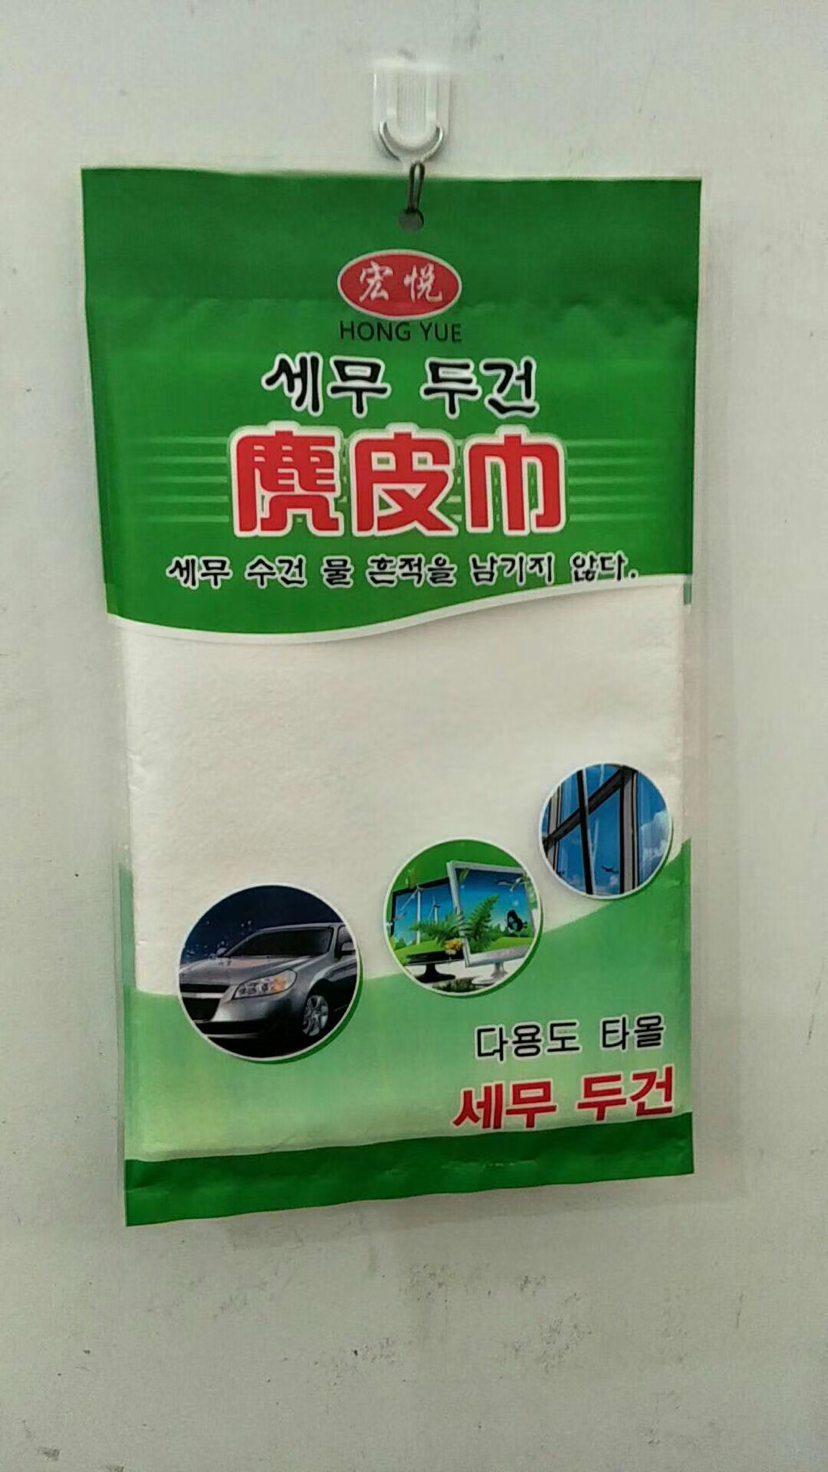 宏悦
HONG YUE
세무 두건
麂皮巾
세무 수건 물 흔적을 남기지 않다.
다용도 타올
세무 두건